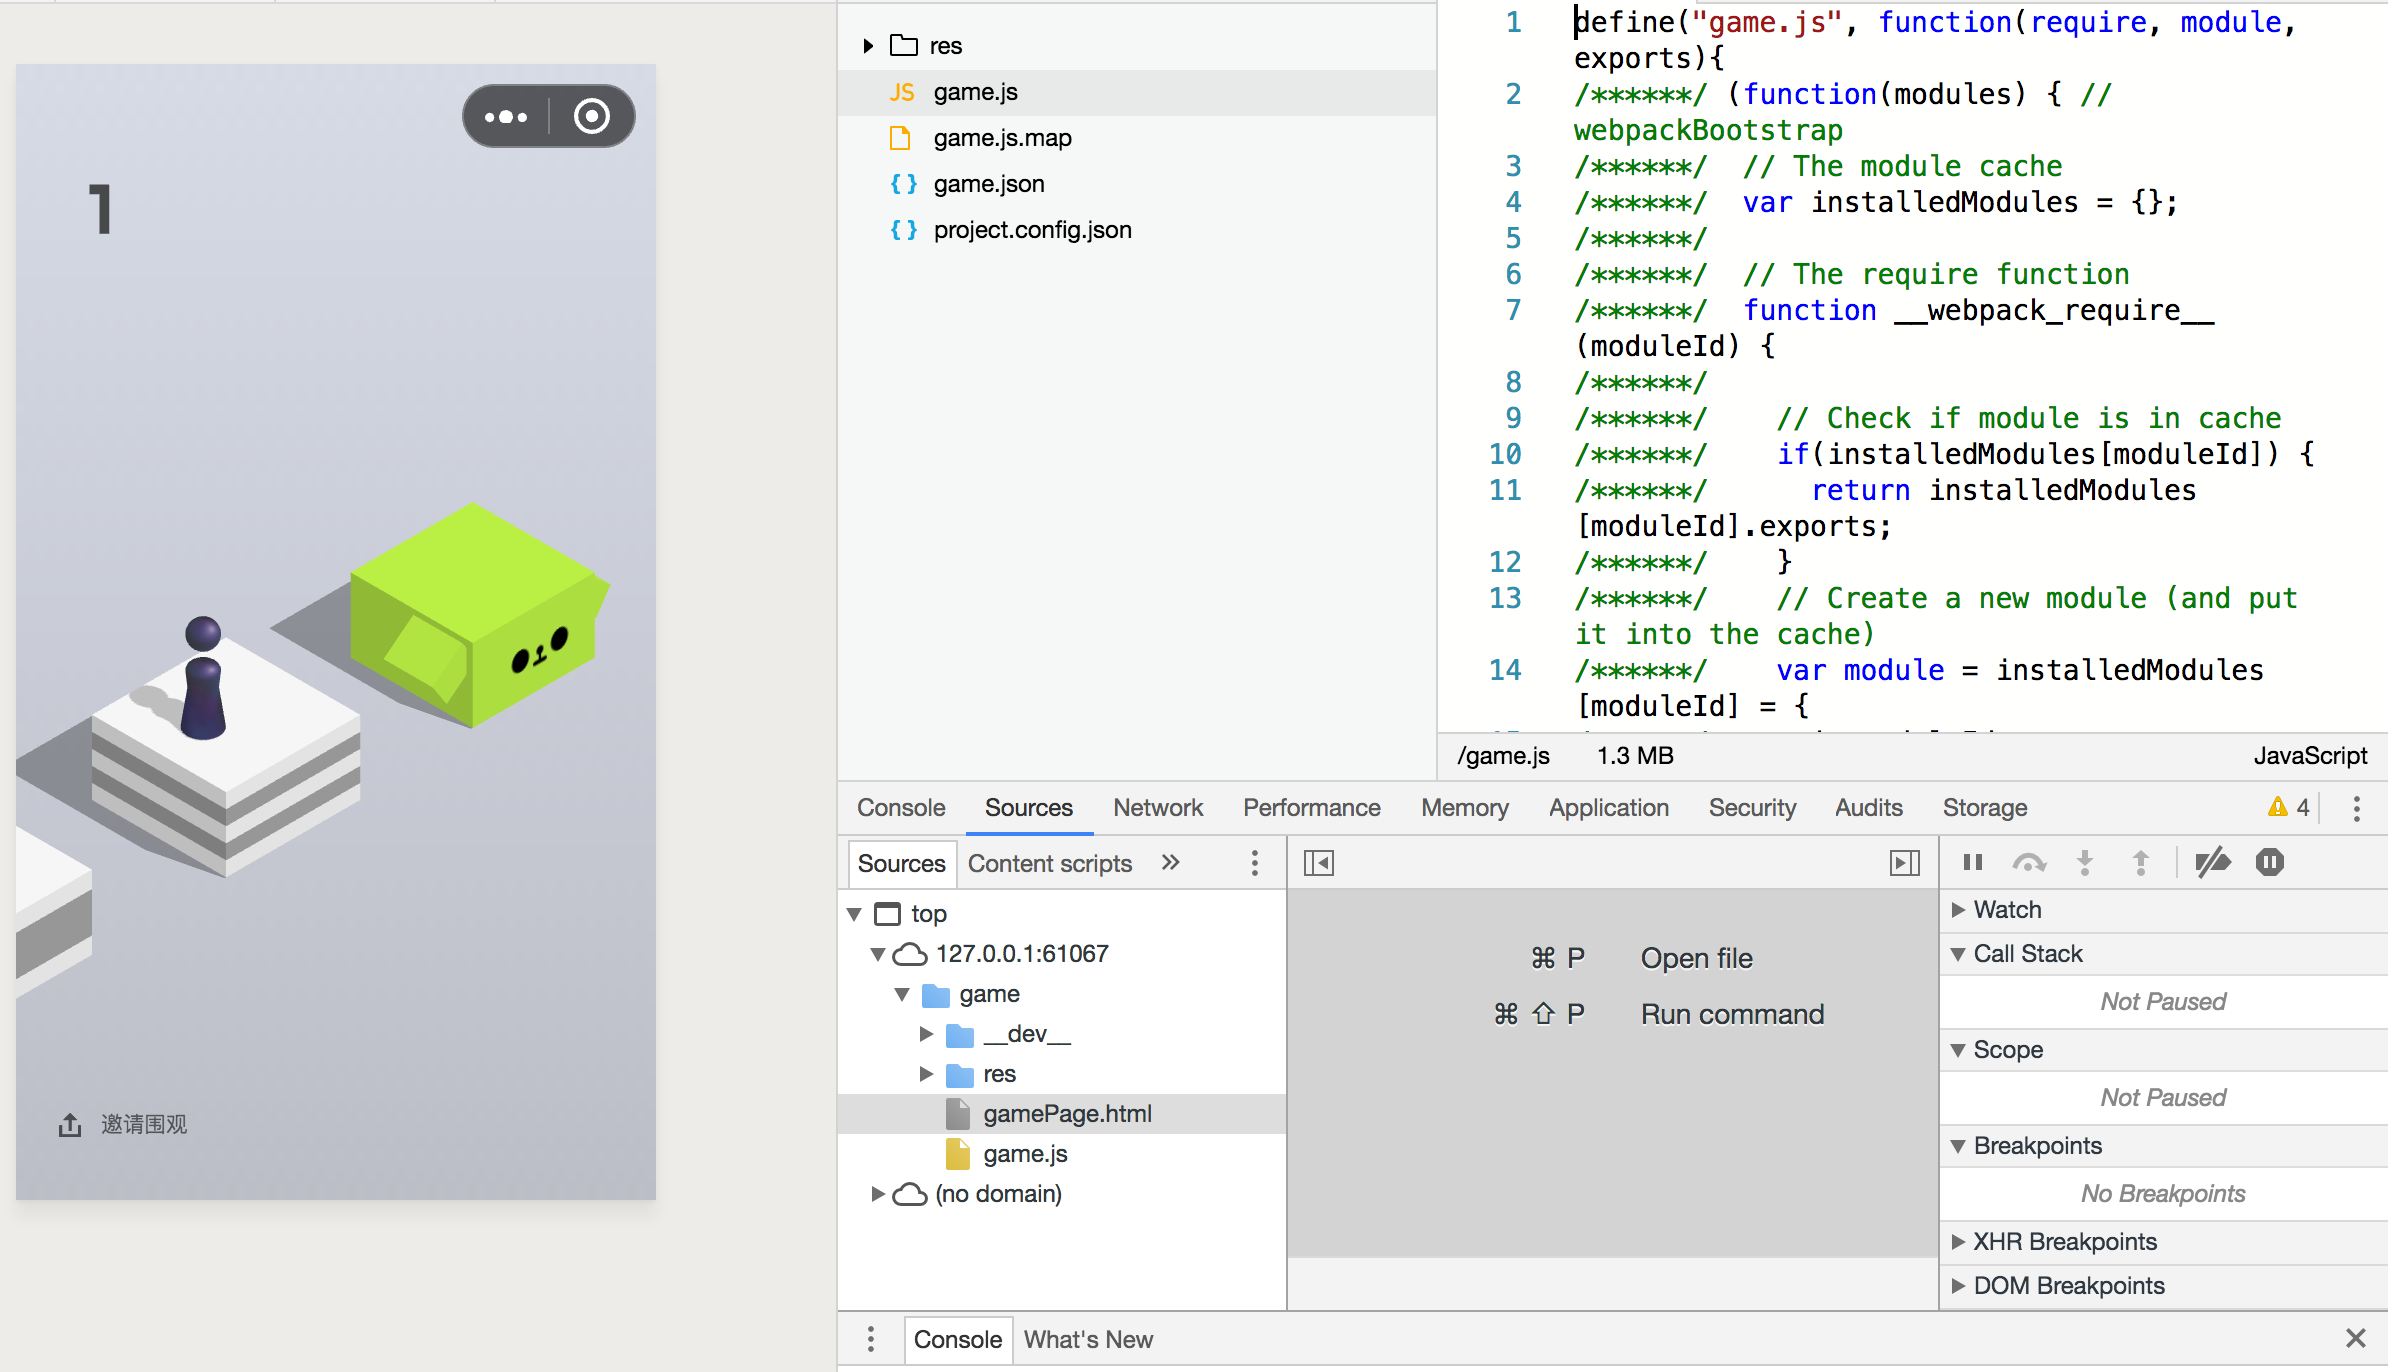 1
邀请围观
res
game.js
game.js.map
game.json
project.config.json
1 define("game.js", function(require, module,
exports){
2 /******/ (function(modules) { //
webpackBootstrap
3 /******/ // The module cache
4 /******/ var installedModules = {};
5 /******/
6 /******/ // The require function
7 /******/ function __webpack_require__
(moduleId) {
8 /******/
9 /******/ // Check if module is in cache
10 /******/ if(installedModules[moduleId]) {
11 /******/ return installedModules
[moduleId].exports;
12 /******/ }
13 /******/ // Create a new module (and put
it into the cache)
14 /******/ var module = installedModules
[moduleId] = {
/game.js 1.3 MB JavaScript
Console Sources Network Performance Memory Application Security Audits Storage 4
Sources Content scripts »
top
127.0.0.1:61067
game
__dev__
res
gamePage.html
game.js
(no domain)
⌘ P Open file
⌘ ⇧ P Run command
Watch
Call Stack
Not Paused
Scope
Not Paused
Breakpoints
No Breakpoints
XHR Breakpoints
DOM Breakpoints
Console What's New